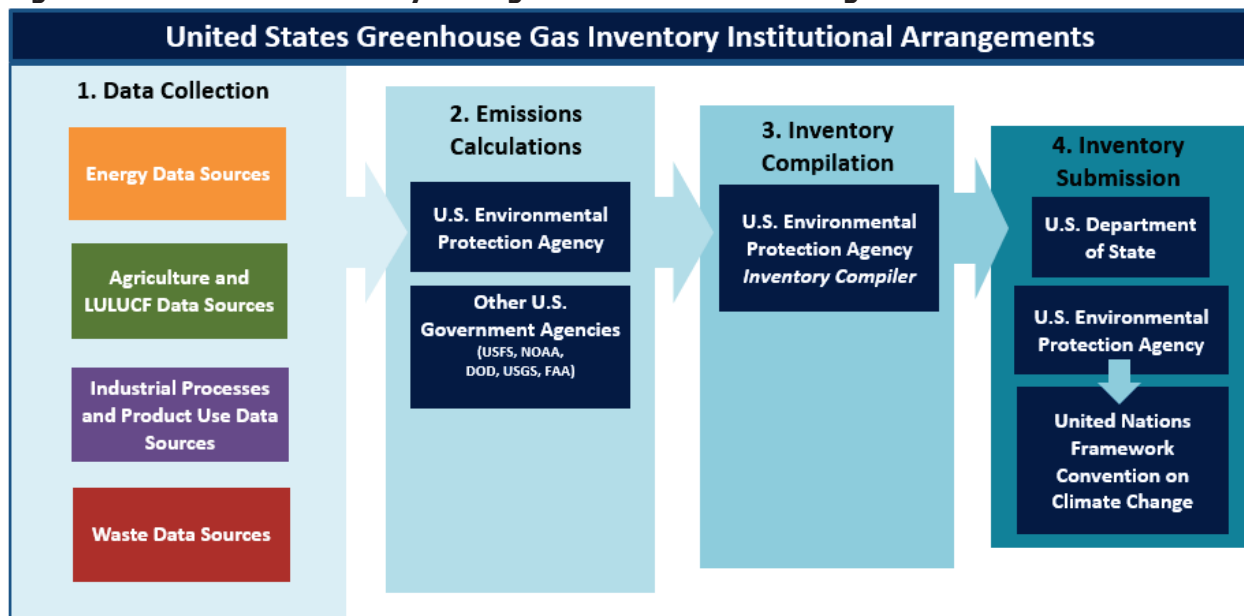 United States Greenhouse Gas Inventory Institutional Arrangements
1. Data Collection
Energy Data Sources
Agriculture and
LULUCF Data Sources
Industrial Processes
and Product Use Data
Sources
Waste Data Sources
2. Emissions
Calculations
U.S. Environmental
Protection Agency
Other U.S.
Government Agencies
(USFS, NOAA,
DOD, USGS, FAA)
3. Inventory
Compilation
U.S. Environmental
Protection Agency
Inventory Compiler
4. Inventory
Submission
U.S. Department
of State
U.S. Environmental
Protection Agency
United Nations
Framework
Convention on
Climate Change